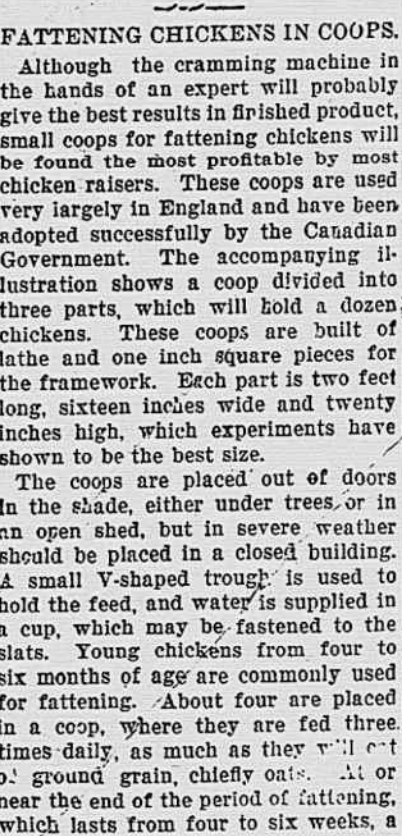 FATTENING CHICKENS IN COOPS.
Although the cramming machine in
the hands of an expert will probably
give the best results in finished product,
small coops for fattening chickens will
be found the most profitable by most
chicken raisers. These coops are used
very largely in England and have been
adopted successfully by the Canadian
Government. The accompanying il-
lustration shows a coop divided into
three parts, which will hold a dozen
chickens. These coops are built of
lathe and one inch square pieces for
the framework. Each part is two feet
long, sixteen inches wide and twenty
inches high, which experiments have
shown to be the best size.
The coops are placed out of doors
in the shade, either under trees or in
an open shed, but in severe weather
should be placed in a closed building.
A small V-shaped trough is used to
hold the feed, and water is supplied in
a cup, which may be fastened to the
slats. Young chickens from four to
six months of age are commonly used
for fattening. About four are placed
in a coop, where they are fed three
times daily, as much as they will eat
of ground grain, chiefly oats. At or
near the end of the period of fattening,
which lasts from four to six weeks, a